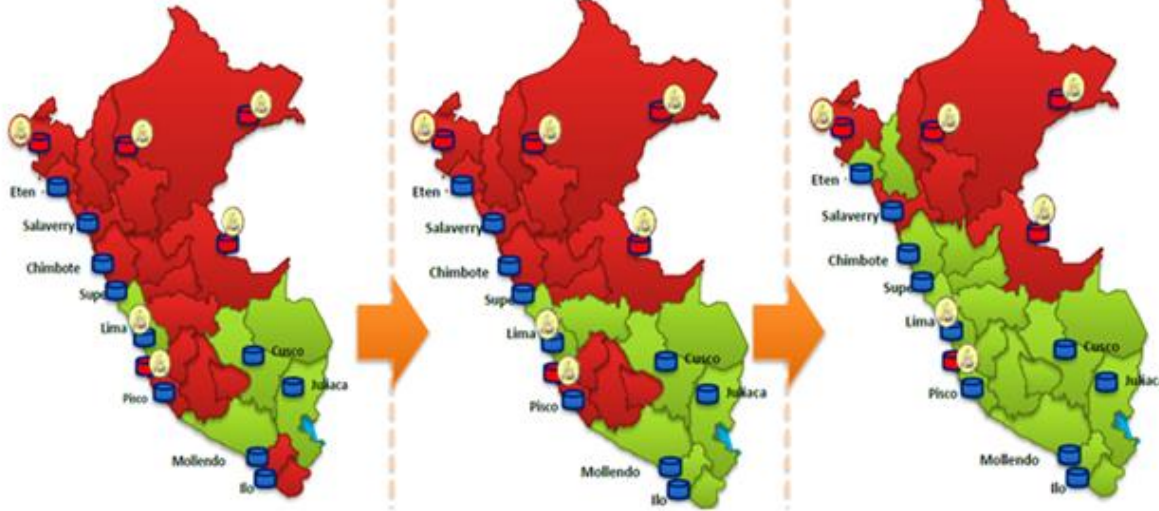 Eten
Salaverry
Chimbote
Supe
Lima
Cusco
Juliaca
Pisco
Mollendo
Ilo
Eten
Salaverry
Chimbote
Supe
Lima
Cusco
Juliaca
Pisco
Mollendo
Ilo
Eten
Salaverry
Chimbote
Supe
Lima
Cusco
Juliaca
Pisco
Mollendo
Ilo